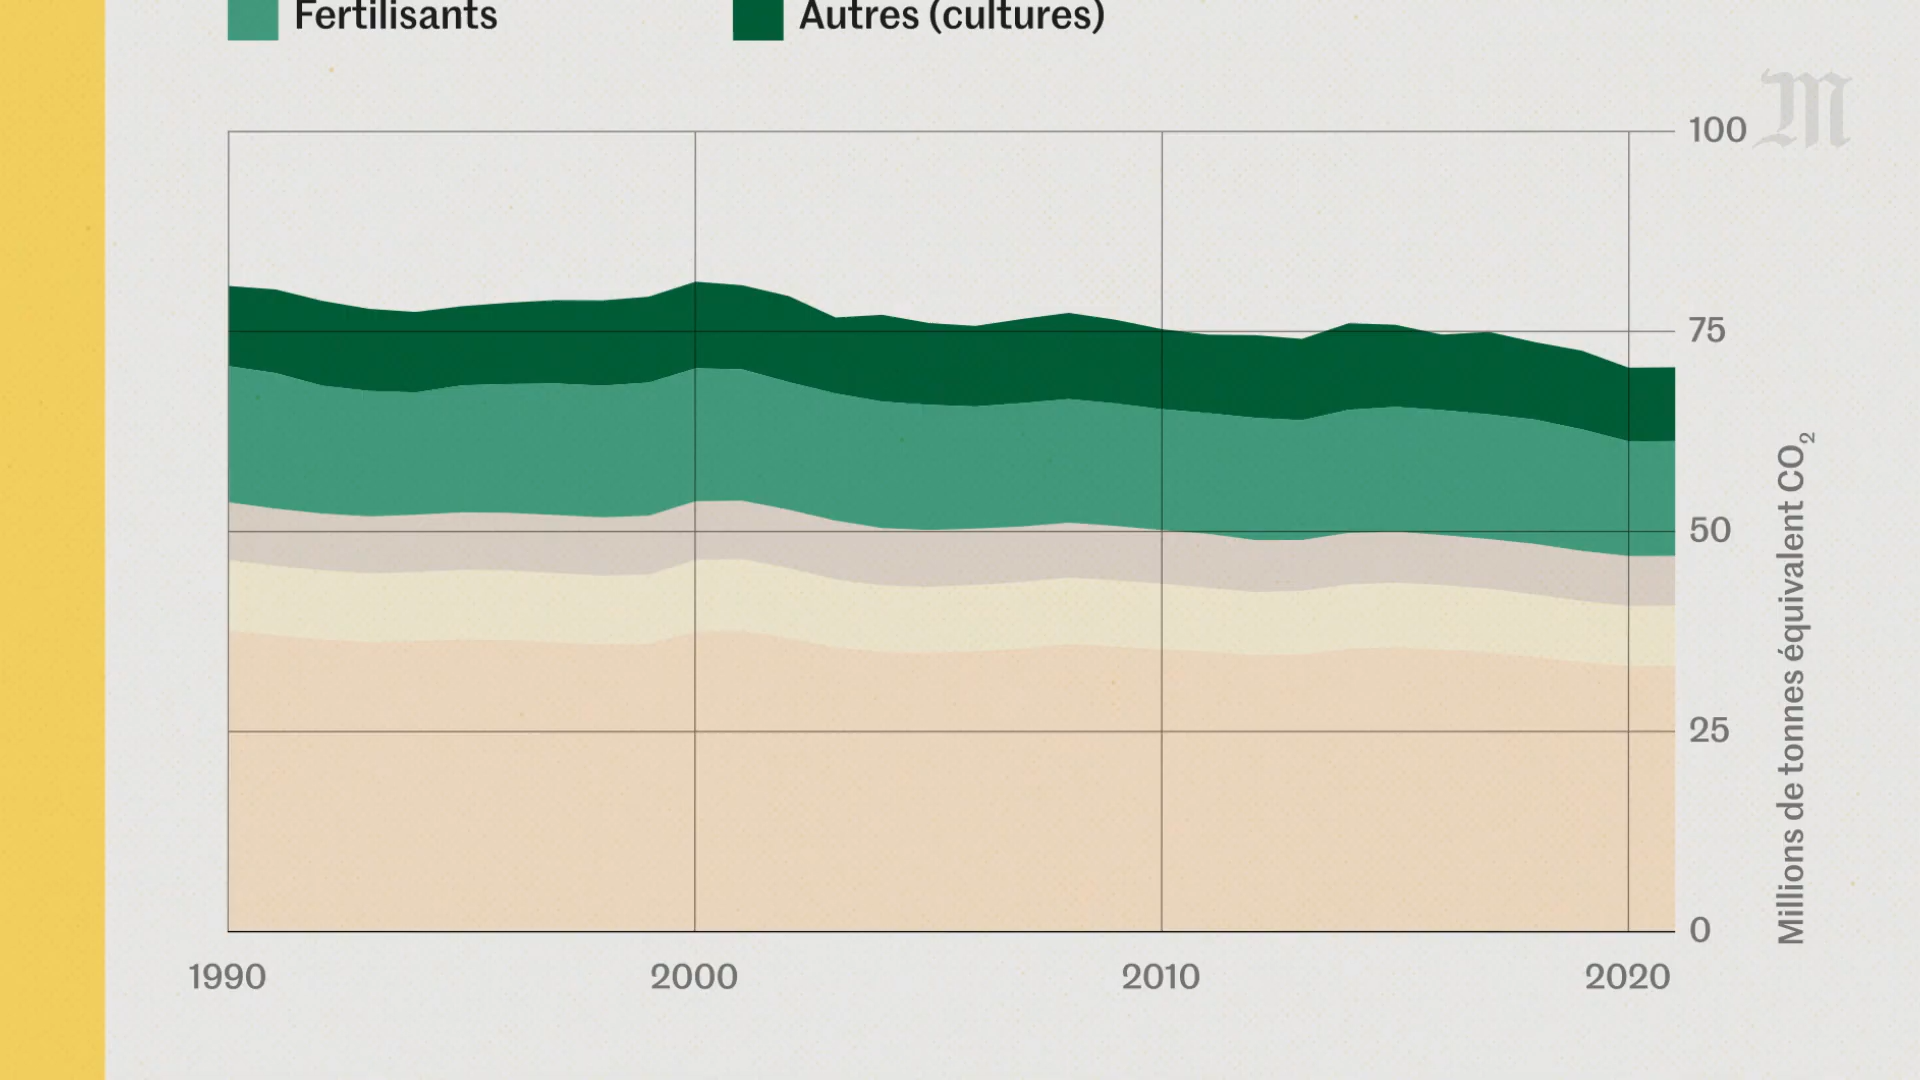 Fertilisants
Autres (cultures)
M
100
75
50
25
0
Millions de tonnes équivalent CO₂
1990
2000
2010
2020